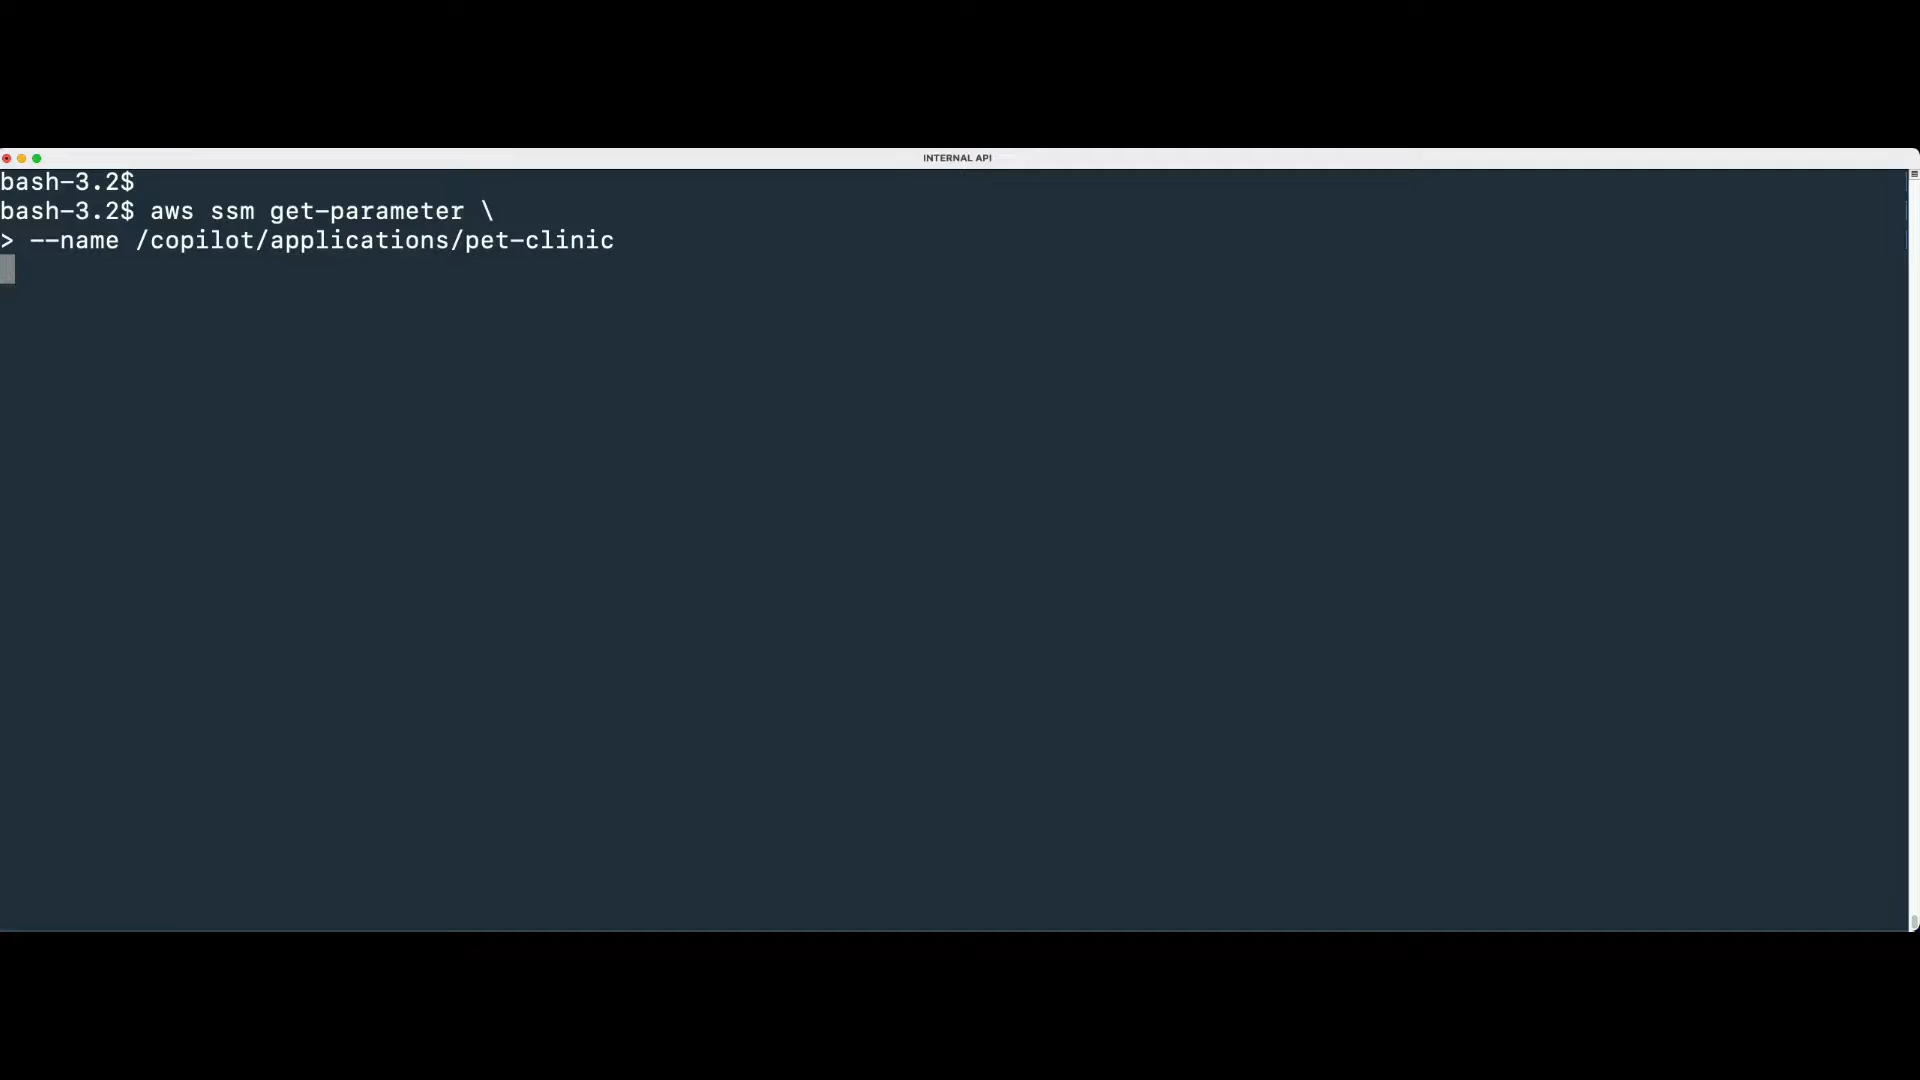 INTERNAL API
bash-3.2$
bash-3.2$ aws ssm get-parameter \
> --name /copilot/applications/pet-clinic